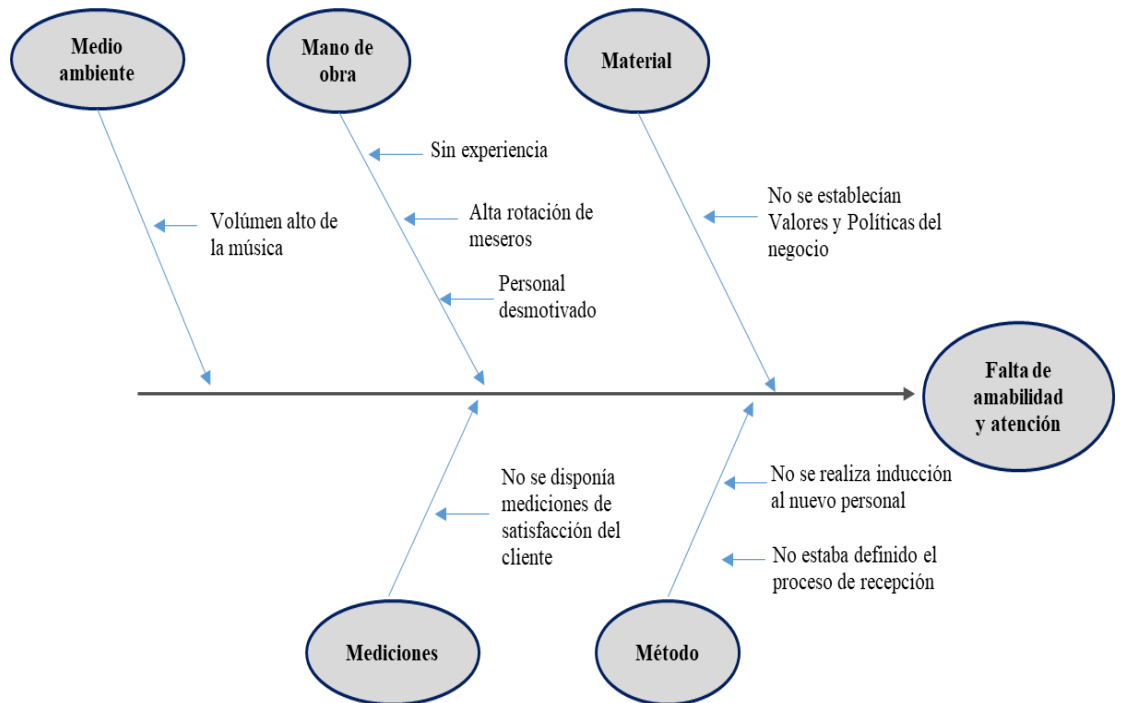 Medio
ambiente
Mano de
obra
Material
Sin experiencia
Alta rotación de
meseros
Personal
desmotivado
Volúmen alto de
la música
No se establecían
Valores y Políticas del
negocio
Falta de
amabilidad
y atención
No se disponía
mediciones de
satisfacción del
cliente
No se realiza inducción
al nuevo personal
No estaba definido el
proceso de recepción
Mediciones
Método